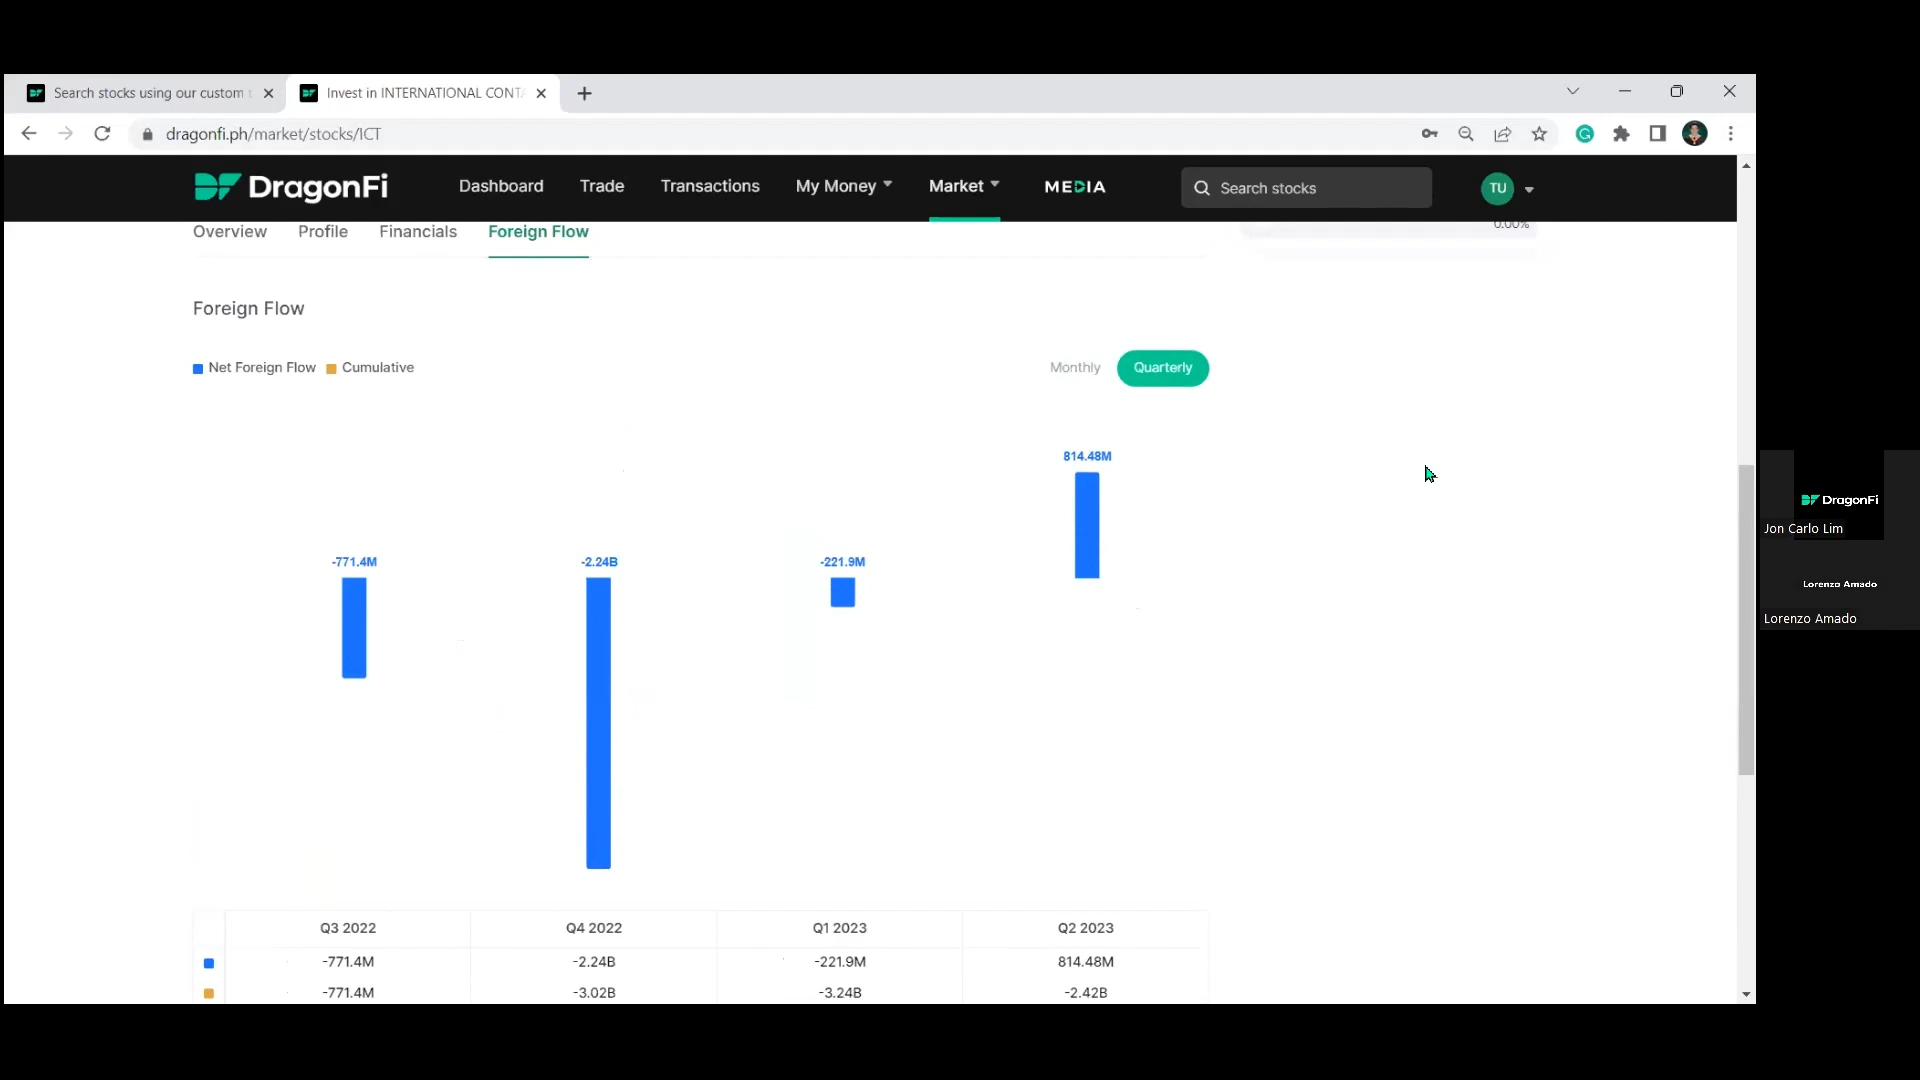 Search stocks using our custom
Invest in INTERNATIONAL CONTA
dragonfi.ph/market/stocks/ICT
DragonFi
Dashboard
Trade
Transactions
My Money
Market
MEDIA
Search stocks
TU
Overview
Profile
Financials
Foreign Flow
0.00%
Foreign Flow
Net Foreign Flow
Cumulative
Monthly
Quarterly
814.48M
-771.4M
-2.24B
-221.9M
DragonFi
Jon Carlo Lim
Lorenzo Amado
Lorenzo Amado
Q3 2022
Q4 2022
Q1 2023
Q2 2023
-771.4M
-2.24B
-221.9M
814.48M
-771.4M
-3.02B
-3.24B
-2.42B